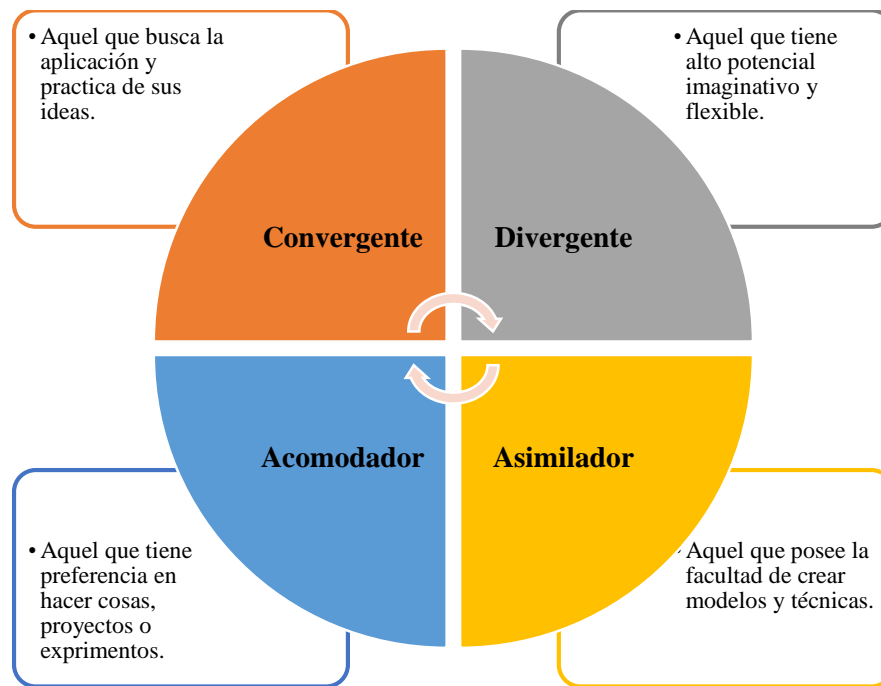 • Aquel que busca la
aplicación y
practica de sus
ideas.
• Aquel que tiene
alto potencial
imaginativo y
flexible.
Convergente
Divergente
Acomodador
Asimilador
• Aquel que tiene
preferencia en
hacer cosas,
proyectos o
exprimentos.
• Aquel que posee la
facultad de crear
modelos y técnicas.